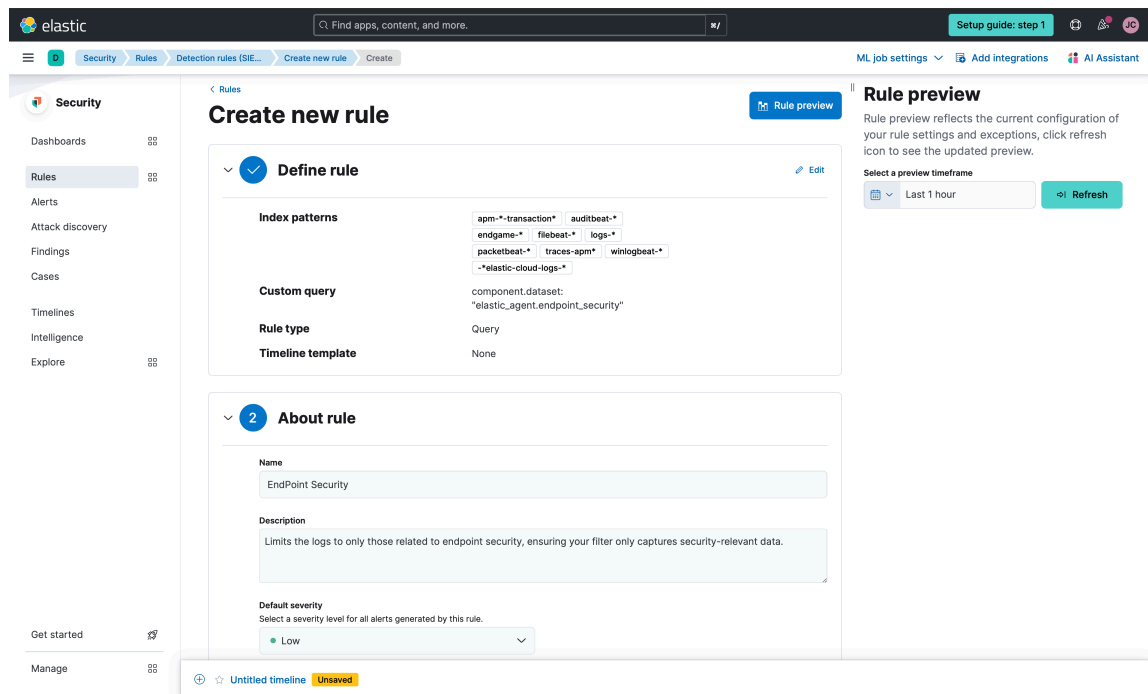 elastic
Find apps, content, and more.
⌘/
Setup guide: step 1
JC
D
Security
Rules
Detection rules (SIE...
Create new rule
Create
ML job settings
Add integrations
AI Assistant
Security
Dashboards
Rules
Alerts
Attack discovery
Findings
Cases
Timelines
Intelligence
Explore
Get started
Manage
Rules
Create new rule
Rule preview
Define rule
Edit
Index patterns
apm-*-transaction* auditbeat-*
endgame-* filebeat-* logs-*
packetbeat-* traces-apm* winlogbeat-*
-*elastic-cloud-logs-*
Custom query
component.dataset:
"elastic_agent.endpoint_security"
Rule type
Query
Timeline template
None
2
About rule
Name
EndPoint Security
Description
Limits the logs to only those related to endpoint security, ensuring your filter only captures security-relevant data.
Default severity
Select a severity level for all alerts generated by this rule.
Low
Untitled timeline
Unsaved
Rule preview
Rule preview reflects the current configuration of
your rule settings and exceptions, click refresh
icon to see the updated preview.
Select a preview timeframe
Last 1 hour
Refresh